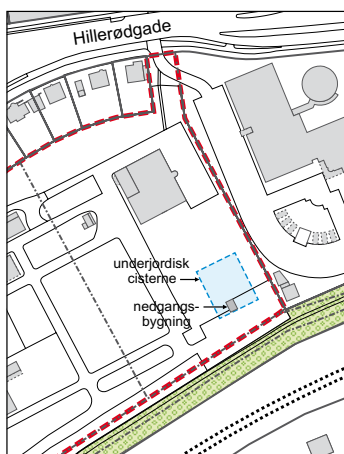 Hillerødgade
underjordisk
cisterne
nedgangs-
bygning